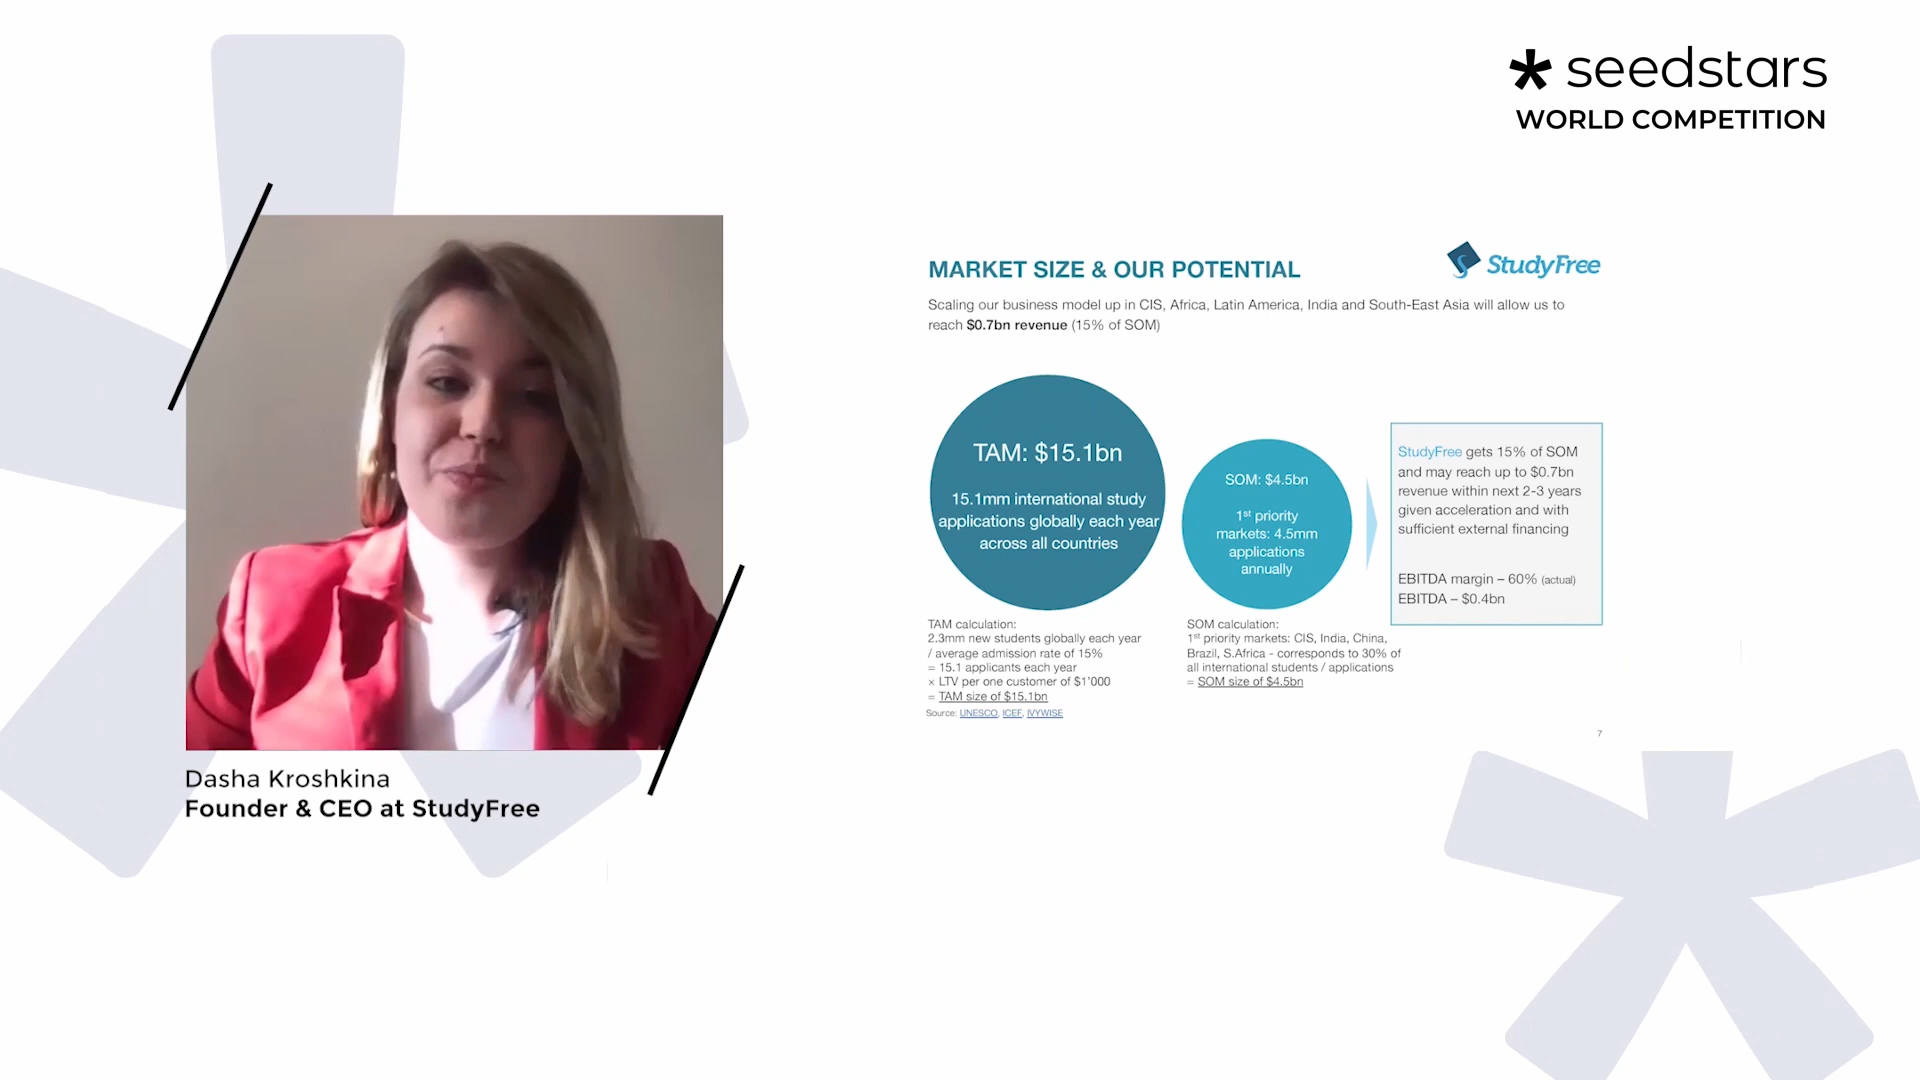 seedstars
WORLD COMPETITION
MARKET SIZE & OUR POTENTIAL
StudyFree
Scaling our business model up in CIS, Africa, Latin America, India and South-East Asia will allow us to
reach $0.7bn revenue (15% of SOM)
TAM: $15.1bn
15.1mm international study
applications globally each year
across all countries
SOM: $4.5bn
1st priority
markets: 4.5mm
applications
annually
StudyFree gets 15% of SOM
and may reach up to $0.7bn
revenue within next 2-3 years
given acceleration and with
sufficient external financing
EBITDA margin – 60% (actual)
EBITDA – $0.4bn
TAM calculation:
2.3mm new students globally each year
/ average admission rate of 15%
= 15.1 applicants each year
× LTV per one customer of $1'000
= TAM size of $15.1bn
Source: UNESCO, ICEF, IVYWISE
SOM calculation:
1st priority markets: CIS, India, China,
Brazil, S.Africa - corresponds to 30% of
all international students / applications
= SOM size of $4.5bn
7
Dasha Kroshkina
Founder & CEO at StudyFree